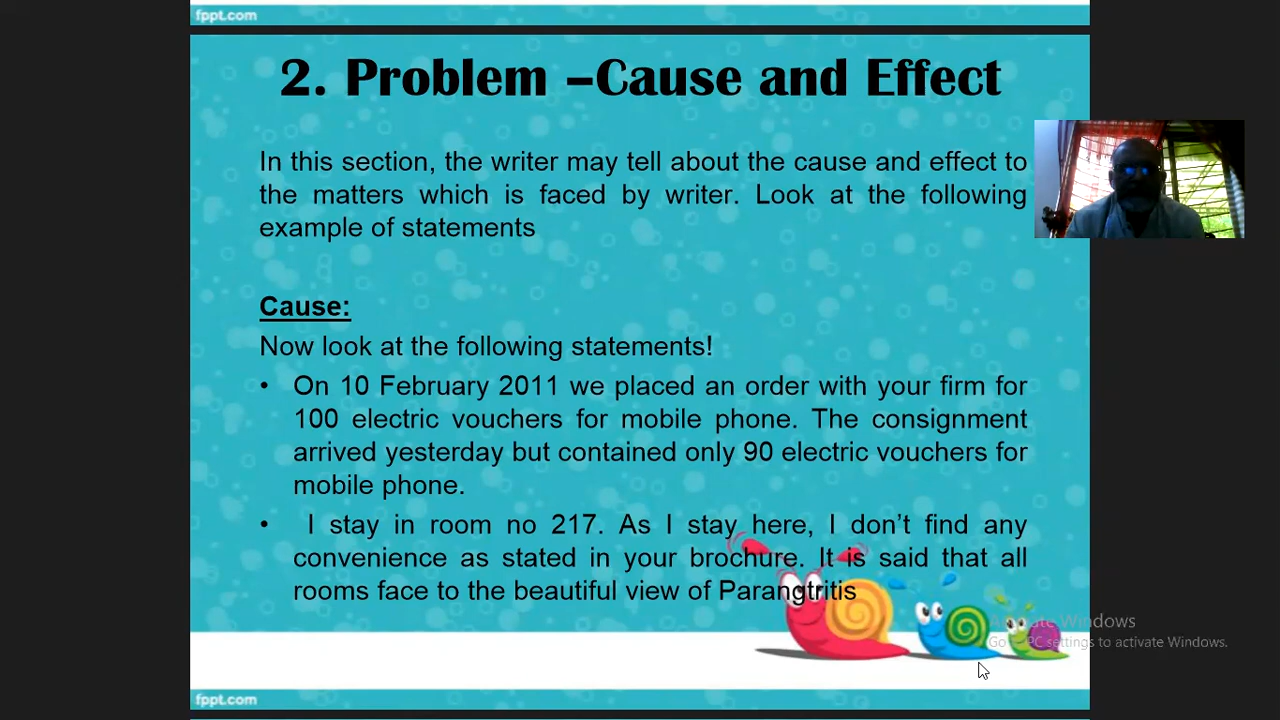 fppt.com
2. Problem –Cause and Effect
In this section, the writer may tell about the cause and effect to
the matters which is faced by writer. Look at the following
example of statements
Cause:
Now look at the following statements!
• On 10 February 2011 we placed an order with your firm for
100 electric vouchers for mobile phone. The consignment
arrived yesterday but contained only 90 electric vouchers for
mobile phone.
• I stay in room no 217. As I stay here, I don’t find any
convenience as stated in your brochure. It is said that all
rooms face to the beautiful view of Parangtritis
Activate Windows
Go to PC settings to activate Windows.
fppt.com